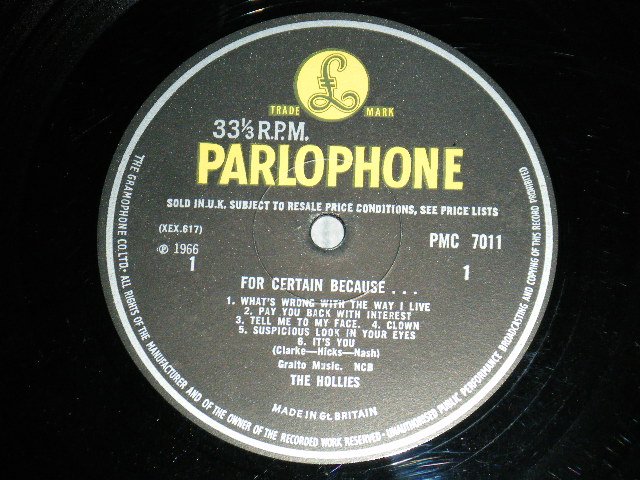 £
TRADE MARK
33⅓ R.P.M.
PARLOPHONE
SOLD IN U.K. SUBJECT TO RESALE PRICE CONDITIONS, SEE PRICE LISTS
(XEX.617)
PMC 7011
℗ 1966
1
1
FOR CERTAIN BECAUSE . . .
1. WHAT'S WRONG WITH THE WAY I LIVE
2. PAY YOU BACK WITH INTEREST
3. TELL ME TO MY FACE. 4. CLOWN
5. SUSPICIOUS LOOK IN YOUR EYES
6. IT'S YOU
(Clarke—Hicks—Nash)
Gralto Music. NCB
THE HOLLIES
MADE IN Gt. BRITAIN
THE GRAMOPHONE CO. LTD. · ALL RIGHTS OF THE MANUFACTURER AND OF THE OWNER OF THE RECORDED WORK RESERVED · UNAUTHORISED PUBLIC PERFORMANCE BROADCASTING AND COPYING OF THIS RECORD PROHIBITED